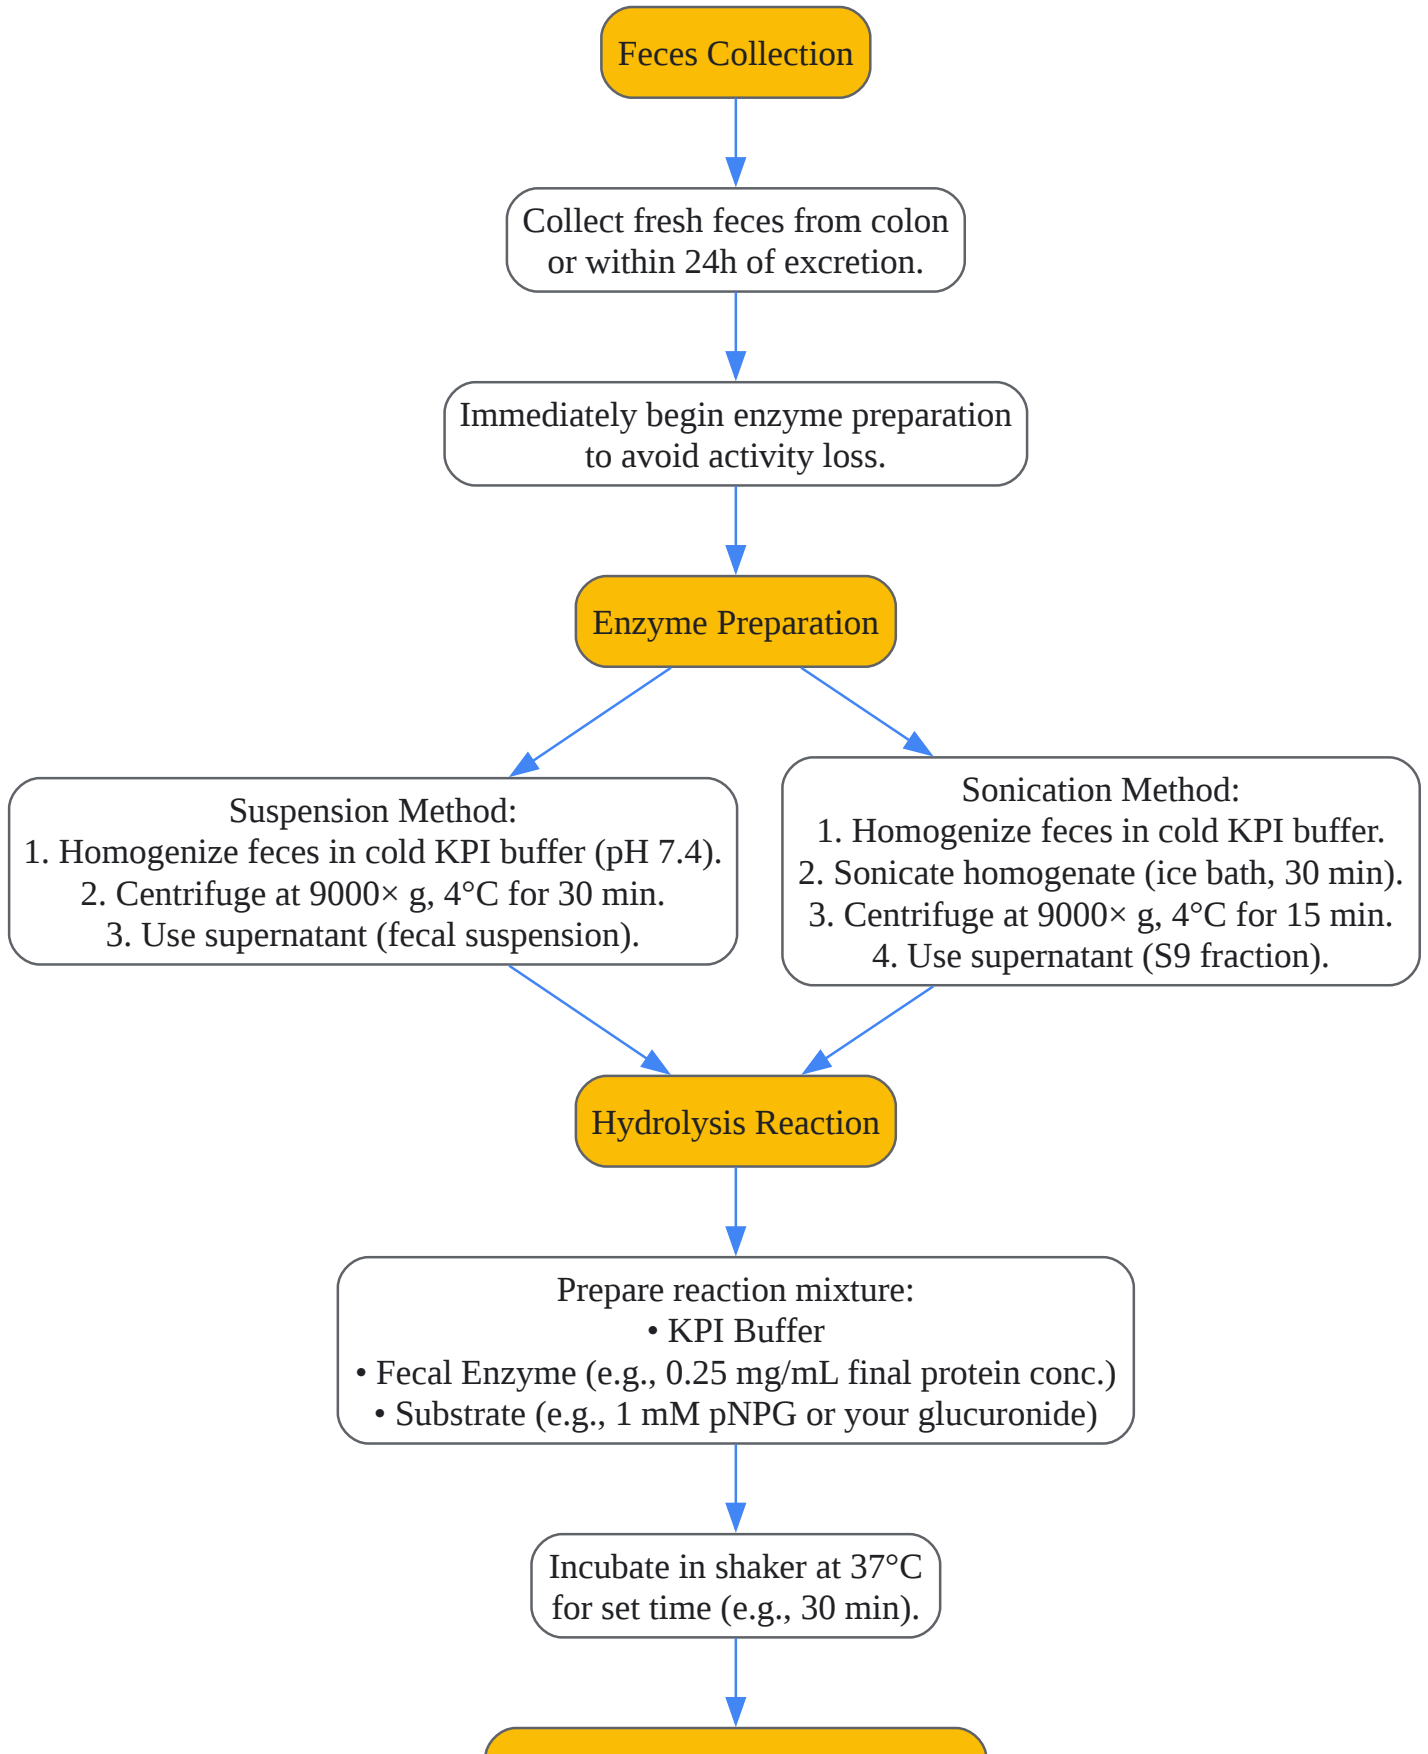 Feces Collection
Collect fresh feces from colon
or within 24h of excretion.
Immediately begin enzyme preparation
to avoid activity loss.
Enzyme Preparation
Suspension Method:
1. Homogenize feces in cold KPI buffer (pH 7.4).
2. Centrifuge at 9000× g, 4°C for 30 min.
3. Use supernatant (fecal suspension).
Sonication Method:
1. Homogenize feces in cold KPI buffer.
2. Sonicate homogenate (ice bath, 30 min).
3. Centrifuge at 9000× g, 4°C for 15 min.
4. Use supernatant (S9 fraction).
Hydrolysis Reaction
Prepare reaction mixture:
• KPI Buffer
• Fecal Enzyme (e.g., 0.25 mg/mL final protein conc.)
• Substrate (e.g., 1 mM pNPG or your glucuronide)
Incubate in shaker at 37°C
for set time (e.g., 30 min).